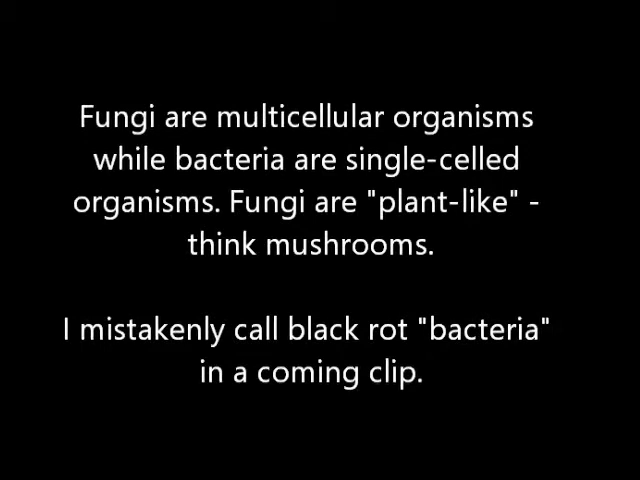 Fungi are multicellular organisms
while bacteria are single-celled
organisms. Fungi are "plant-like" -
think mushrooms.
I mistakenly call black rot "bacteria"
in a coming clip.